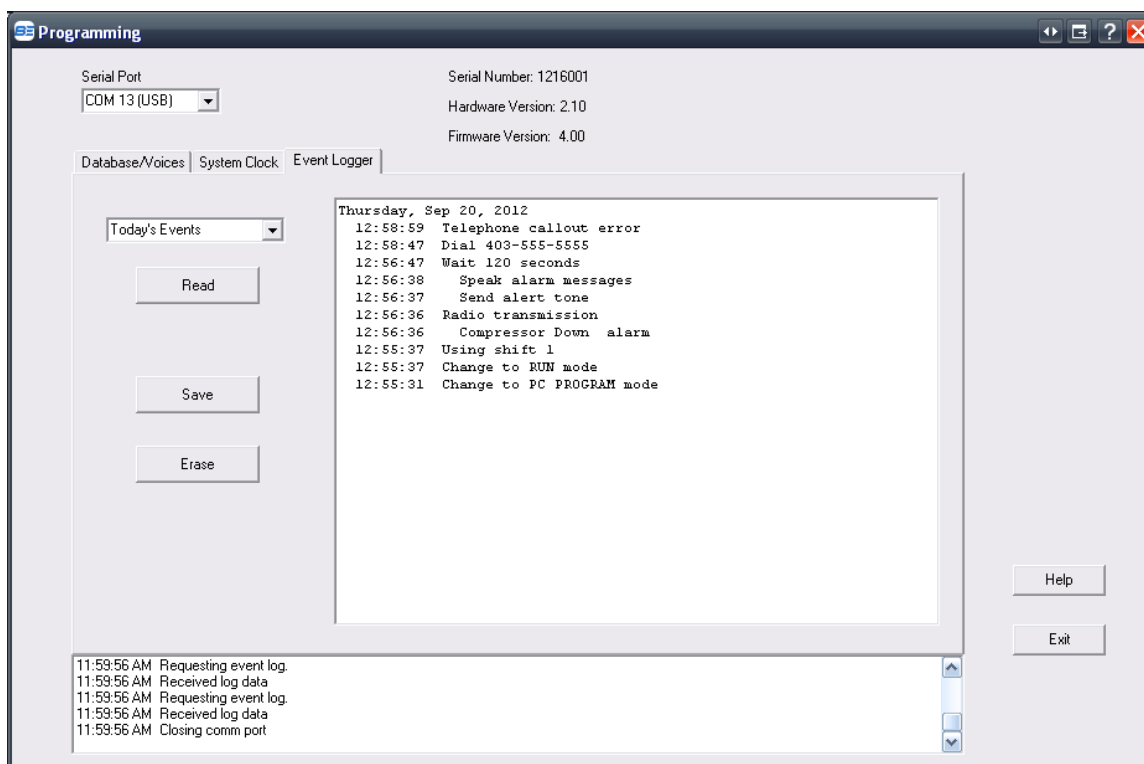 BE Programming
Serial Port
COM 13 (USB)
Serial Number: 1216001
Hardware Version: 2.10
Firmware Version: 4.00
Database/Voices System Clock Event Logger
Today's Events
Read
Save
Erase
Thursday, Sep 20, 2012
12:58:59 Telephone callout error
12:58:47 Dial 403-555-5555
12:56:47 Wait 120 seconds
12:56:38 Speak alarm messages
12:56:37 Send alert tone
12:56:36 Radio transmission
12:56:36 Compressor Down alarm
12:55:37 Using shift 1
12:55:37 Change to RUN mode
12:55:31 Change to PC PROGRAM mode
Help
Exit
11:59:56 AM Requesting event log.
11:59:56 AM Received log data
11:59:56 AM Requesting event log.
11:59:56 AM Received log data
11:59:56 AM Closing comm port